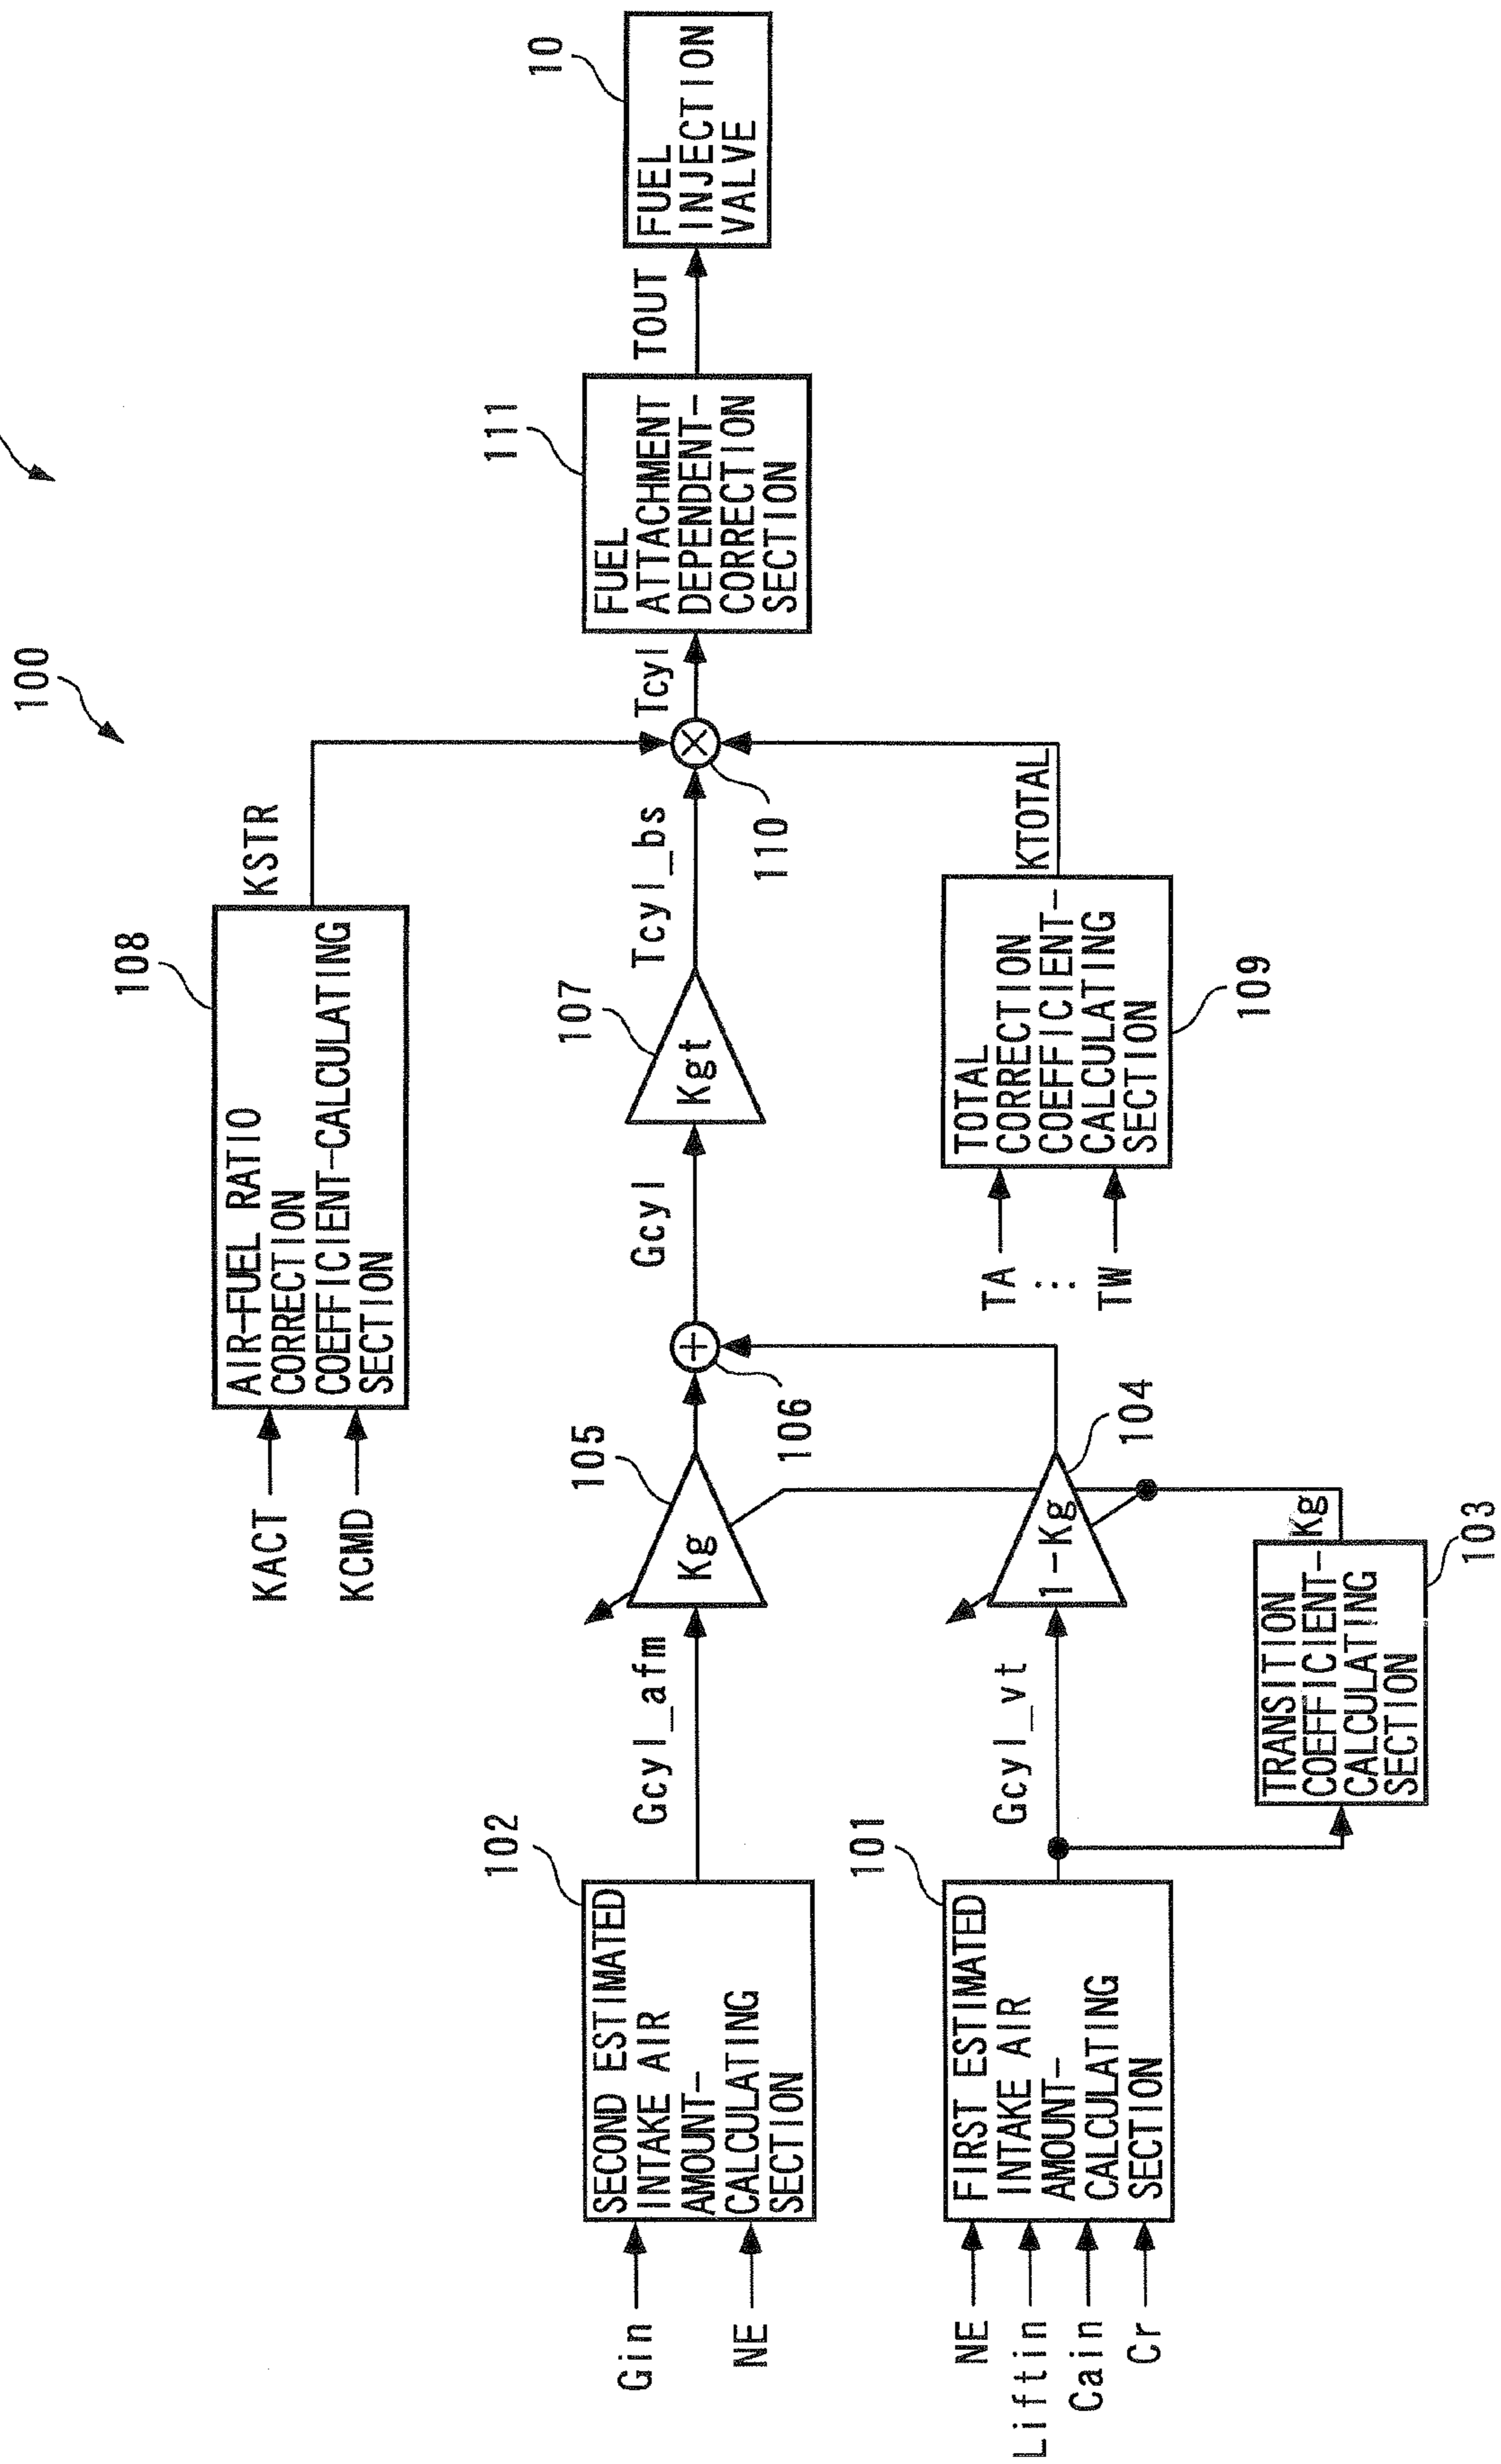 100
108
AIR-FUEL RATIO
CORRECTION
COEFFICIENT-CALCULATING
SECTION
KACT
KCMD
KSTR
102
SECOND ESTIMATED
INTAKE AIR
AMOUNT-
CALCULATING
SECTION
Gin
NE
Gcyl_afm
105
Kg
106
+
Gcyl
107
Kgt
Tcyl_bs
×
110
Tcyl
111
FUEL
ATTACHMENT
DEPENDENT-
CORRECTION
SECTION
TOUT
10
FUEL
INJECTION
VALVE
101
FIRST ESTIMATED
INTAKE AIR
AMOUNT-
CALCULATING
SECTION
NE
Liftin
Cain
Cr
Gcyl_vt
104
1-Kg
TRANSITION
COEFFICIENT-
CALCULATING
SECTION
Kg
103
TA
:
TW
TOTAL
CORRECTION
COEFFICIENT-
CALCULATING
SECTION
109
KTOTAL